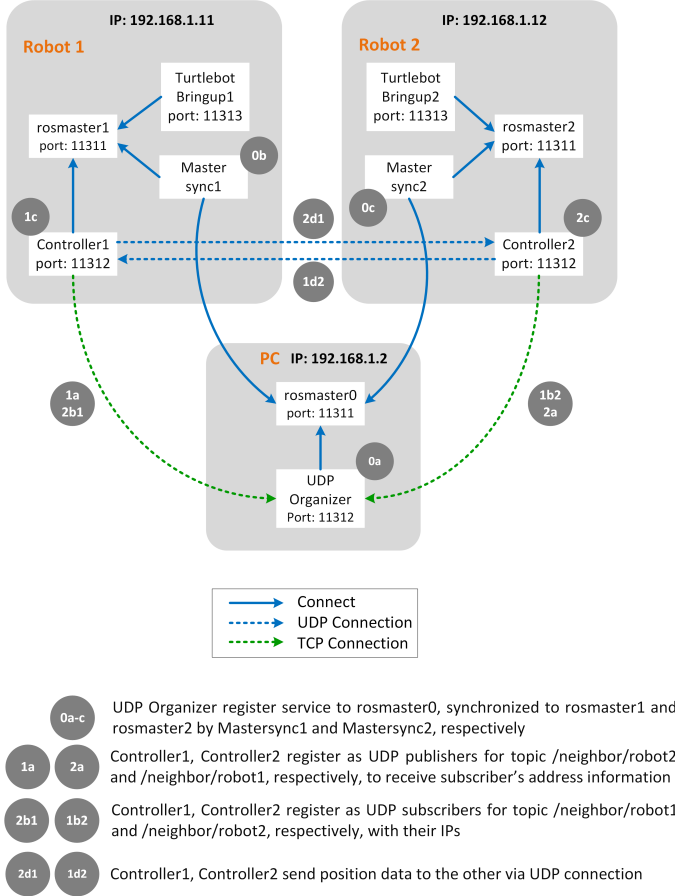 IP: 192.168.1.11
Robot 1
Turtlebot
Bringup1
port: 11313
rosmaster1
port: 11311
0b
Master
sync1
1c
Controller1
port: 11312
IP: 192.168.1.12
Robot 2
Turtlebot
Bringup2
port: 11313
rosmaster2
port: 11311
Master
sync2
0c
2c
Controller2
port: 11312
2d1
1d2
PC IP: 192.168.1.2
rosmaster0
port: 11311
1a
2b1
1b2
2a
0a
UDP
Organizer
Port: 11312
Connect
UDP Connection
TCP Connection
0a-c
UDP Organizer register service to rosmaster0, synchronized to rosmaster1 and
rosmaster2 by Mastersync1 and Mastersync2, respectively
1a 2a
Controller1, Controller2 register as UDP publishers for topic /neighbor/robot2
and /neighbor/robot1, respectively, to receive subscriber's address information
2b1 1b2
Controller1, Controller2 register as UDP subscribers for topic /neighbor/robot1
and /neighbor/robot2, respectively, with their IPs
2d1 1d2
Controller1, Controller2 send position data to the other via UDP connection